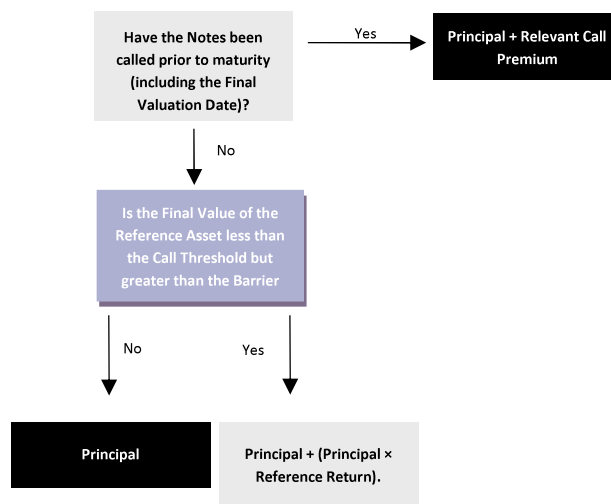 Have the Notes been
called prior to maturity
(including the Final
Valuation Date)?
Yes
Principal + Relevant Call
Premium
No
Is the Final Value of the
Reference Asset less than
the Call Threshold but
greater than the Barrier
No
Yes
Principal
Principal + (Principal ×
Reference Return).